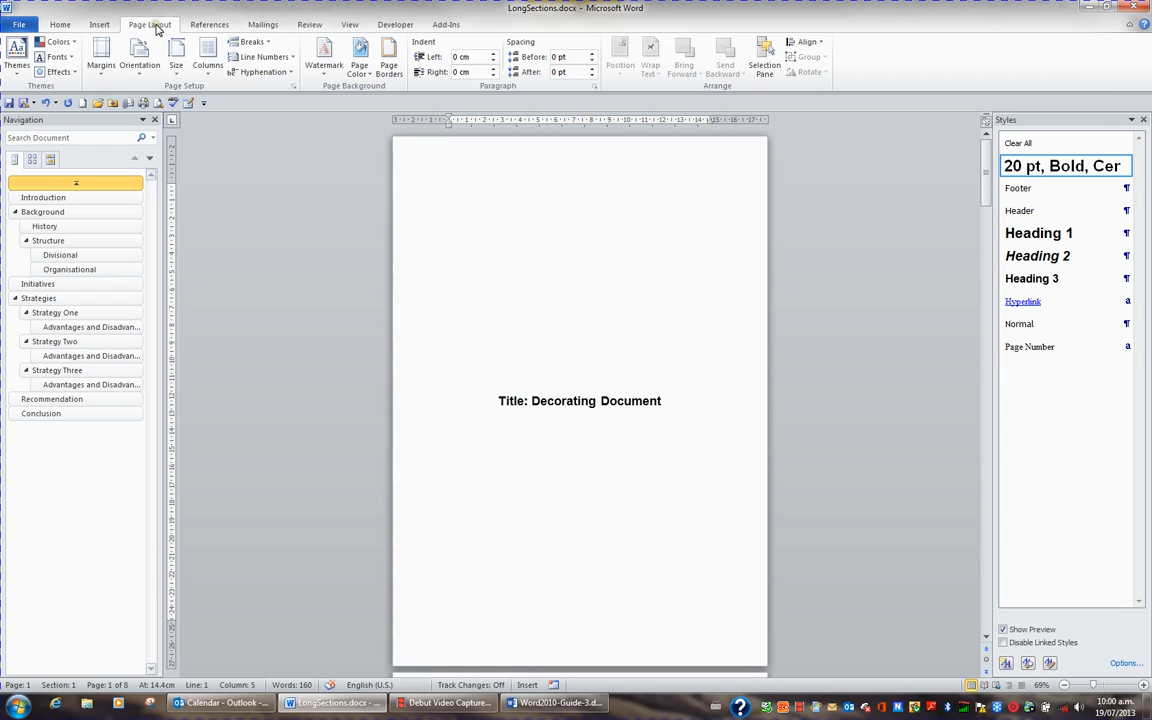 LongSections.docx - Microsoft Word
File Home Insert Page Layout References Mailings Review View Developer Add-Ins
Colors
Fonts
Effects
Themes
Margins Orientation Size Columns
Breaks
Line Numbers
Hyphenation
Watermark Page Color Page Borders
Indent
Left: 0 cm
Right: 0 cm
Spacing
Before: 0 pt
After: 0 pt
Position Wrap Text Bring Forward Send Backward Selection Pane
Align
Group
Rotate
Themes Page Setup Page Background Paragraph Arrange
Navigation
Search Document
Introduction
Background
History
Structure
Divisional
Organisational
Initiatives
Strategies
Strategy One
Advantages and Disadvan...
Strategy Two
Advantages and Disadvan...
Strategy Three
Advantages and Disadvan...
Recommendation
Conclusion
Title: Decorating Document
Styles
Clear All
20 pt, Bold, Cer
Footer
Header
Heading 1
Heading 2
Heading 3
Hyperlink
Normal
Page Number
Show Preview
Disable Linked Styles
Options...
Page: 1 Section: 1 Page: 1 of 8 At: 14.4cm Line: 1 Column: 5 Words: 160 English (U.S.) Track Changes: Off Insert 69%
Calendar - Outlook -... LongSections.docx -... Debut Video Capture... Word2010-Guide-3.d...
10:00 a.m.
19/07/2013